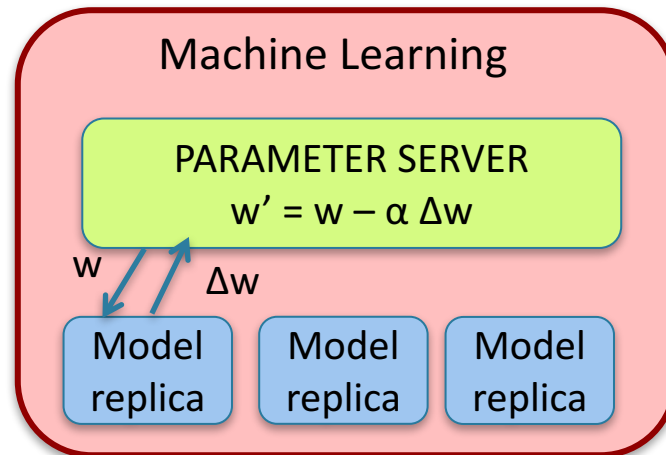 Machine Learning
PARAMETER SERVER
w’ = w – α Δw
w
Δw
Model
replica
Model
replica
Model
replica